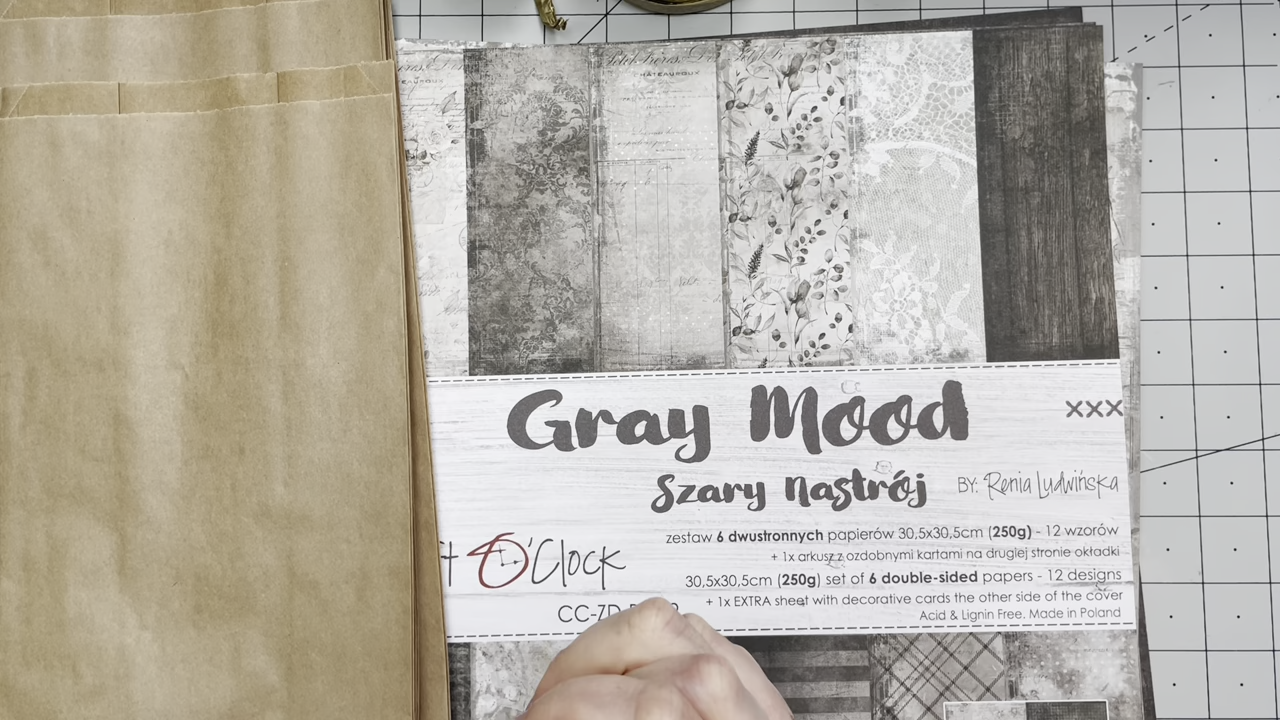 HÂTEAUROUX
Gray Mood
xxx
Szary Nastrój
BY: Renia Ludwińska
zestaw 6 dwustronnych papierów 30,5x30,5cm (250g) - 12 wzorów
+ 1x arkusz z ozdobnymi kartami na drugiej stronie okładki
O'Clock
30,5x30,5cm (250g) set of 6 double-sided papers - 12 designs
+ 1x EXTRA sheet with decorative cards the other side of the cover
CC-ZD-
Acid & Lignin Free. Made in Poland